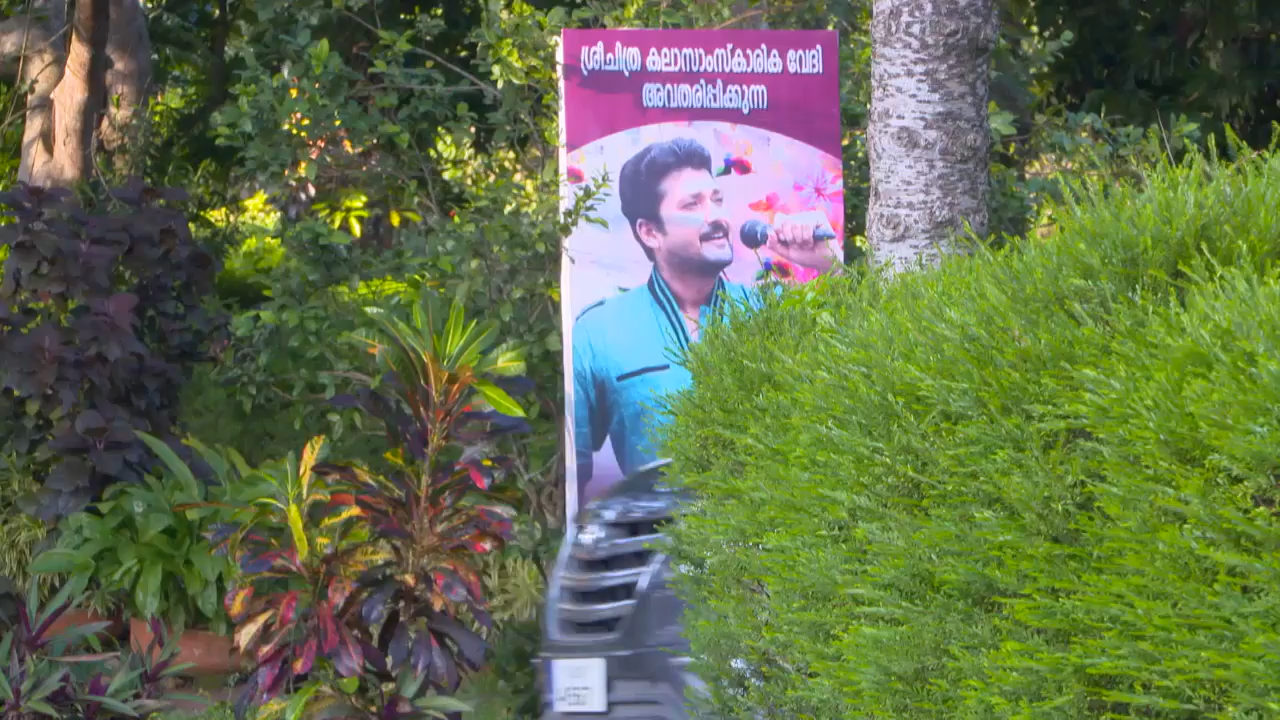 ശ്രീചിത്ര കലാസാംസ്കാരിക വേദി
അവതരിപ്പിക്കുന്ന